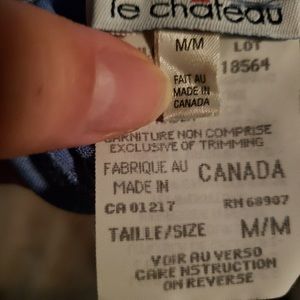 le château
M/M
LOT
18564
FAIT AU
MADE IN
CANADA
GARNITURE NON COMPRISE
EXCLUSIVE OF TRIMMING
FABRIQUE AU
MADE IN
CANADA
CA 01217
RN 68907
TAILLE/SIZE
M/M
VOIR AU VERSO
CARE INSTRUCTION
ON REVERSE